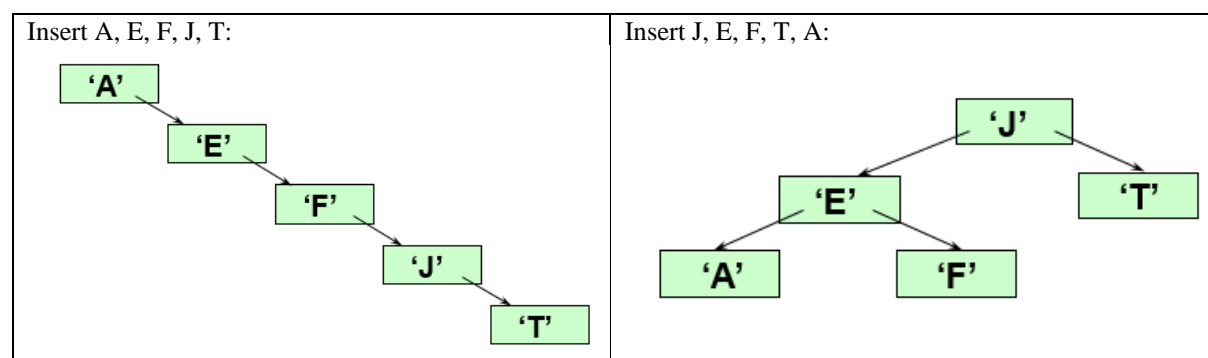 Insert A, E, F, J, T:
‘A’
‘E’
‘F’
‘J’
‘T’
Insert J, E, F, T, A:
‘J’
‘E’
‘T’
‘A’
‘F’